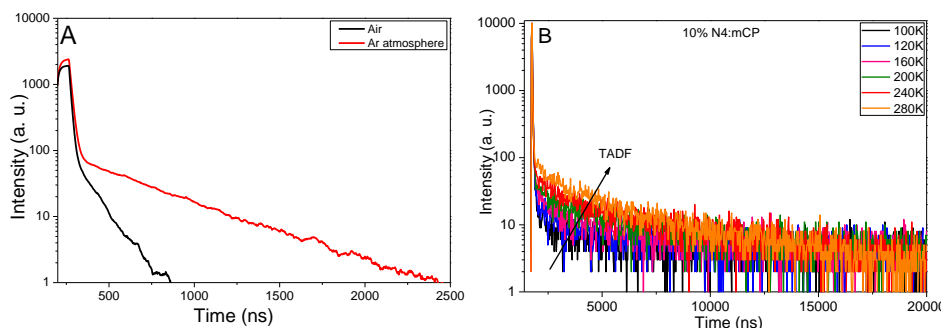 A
Air
Ar atmosphere
Intensity (a. u.)
10000
1000
100
10
1
500
1000
1500
2000
2500
Time (ns)
B
10% N4:mCP
100K
120K
160K
200K
240K
280K
TADF
Intensity (a. u.)
10000
1000
100
10
1
5000
10000
15000
20000
Time (ns)